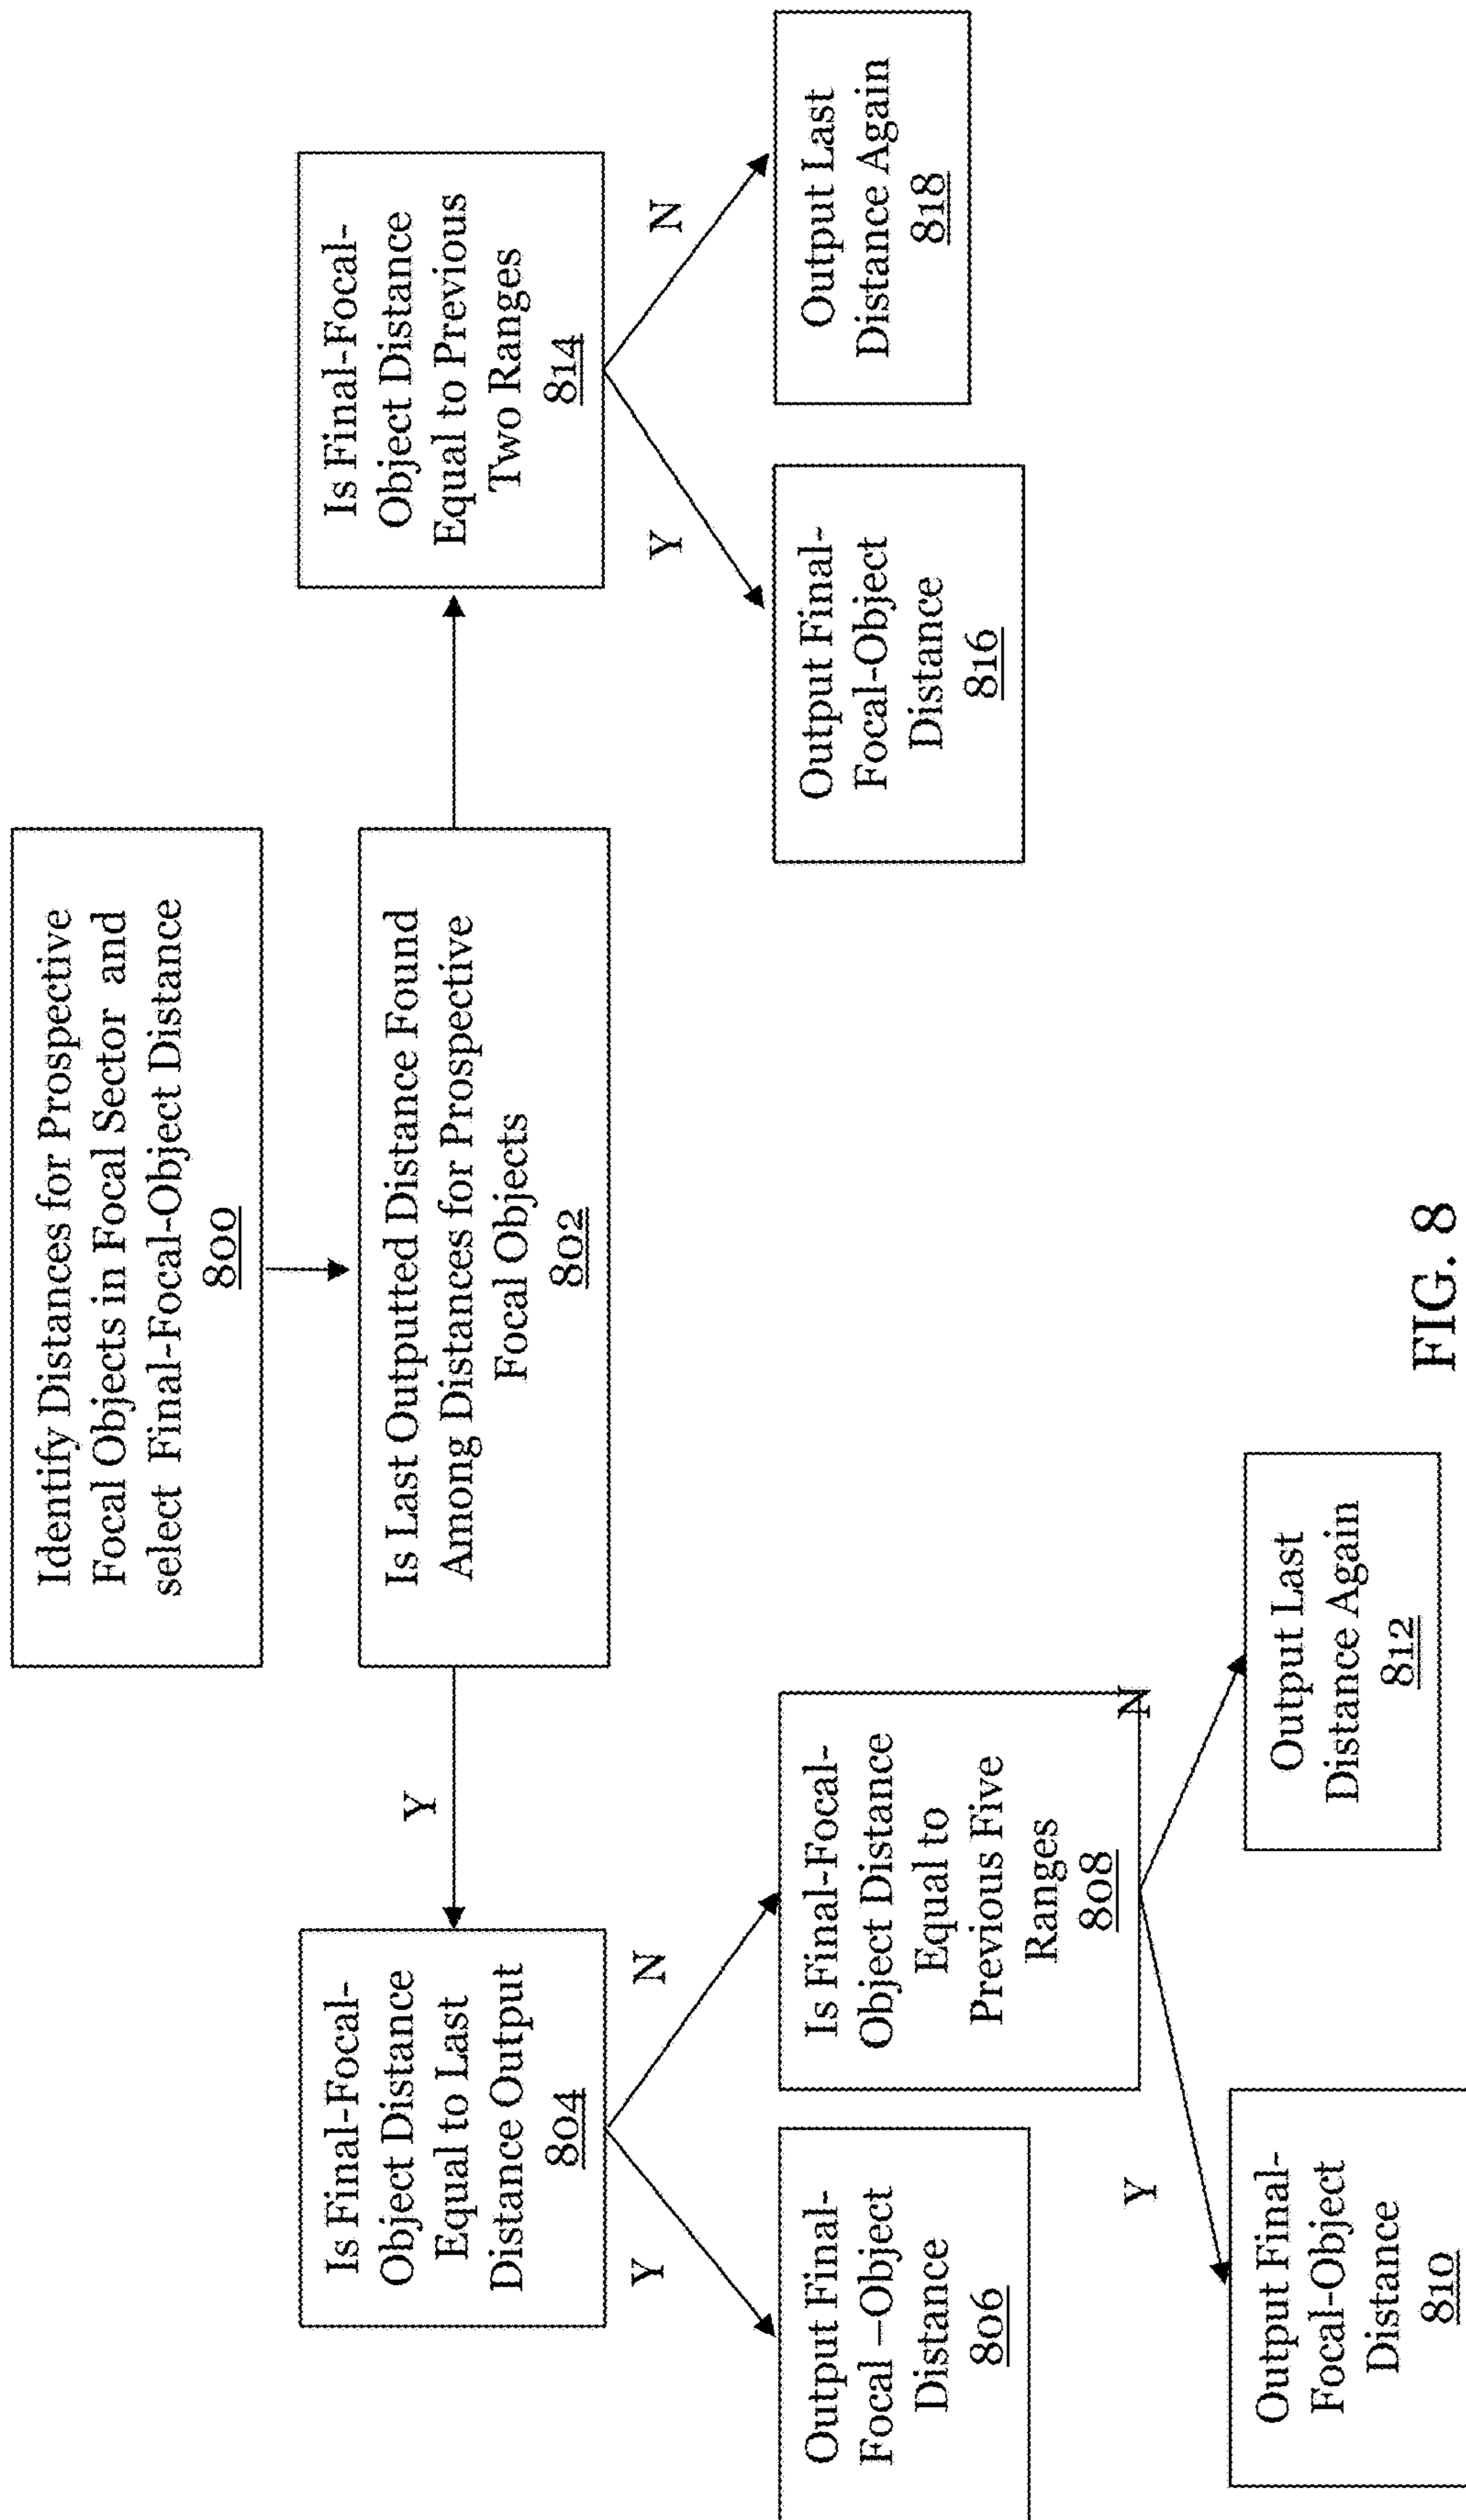 Identify Distances for Prospective
Focal Objects in Focal Sector and
select Final-Focal-Object Distance
800
Is Last Outputted Distance Found
Among Distances for Prospective
Focal Objects
802
Y
Is Final-Focal-
Object Distance
Equal to Last
Distance Output
804
Y
N
Output Final-
Focal –Object
Distance
806
Is Final-Focal-
Object Distance
Equal to
Previous Five
Ranges
808
Y
N
Output Final-
Focal-Object
Distance
810
Output Last
Distance Again
812
Is Final-Focal-
Object Distance
Equal to Previous
Two Ranges
814
Y
N
Output Final-
Focal-Object
Distance
816
Output Last
Distance Again
818
FIG. 8